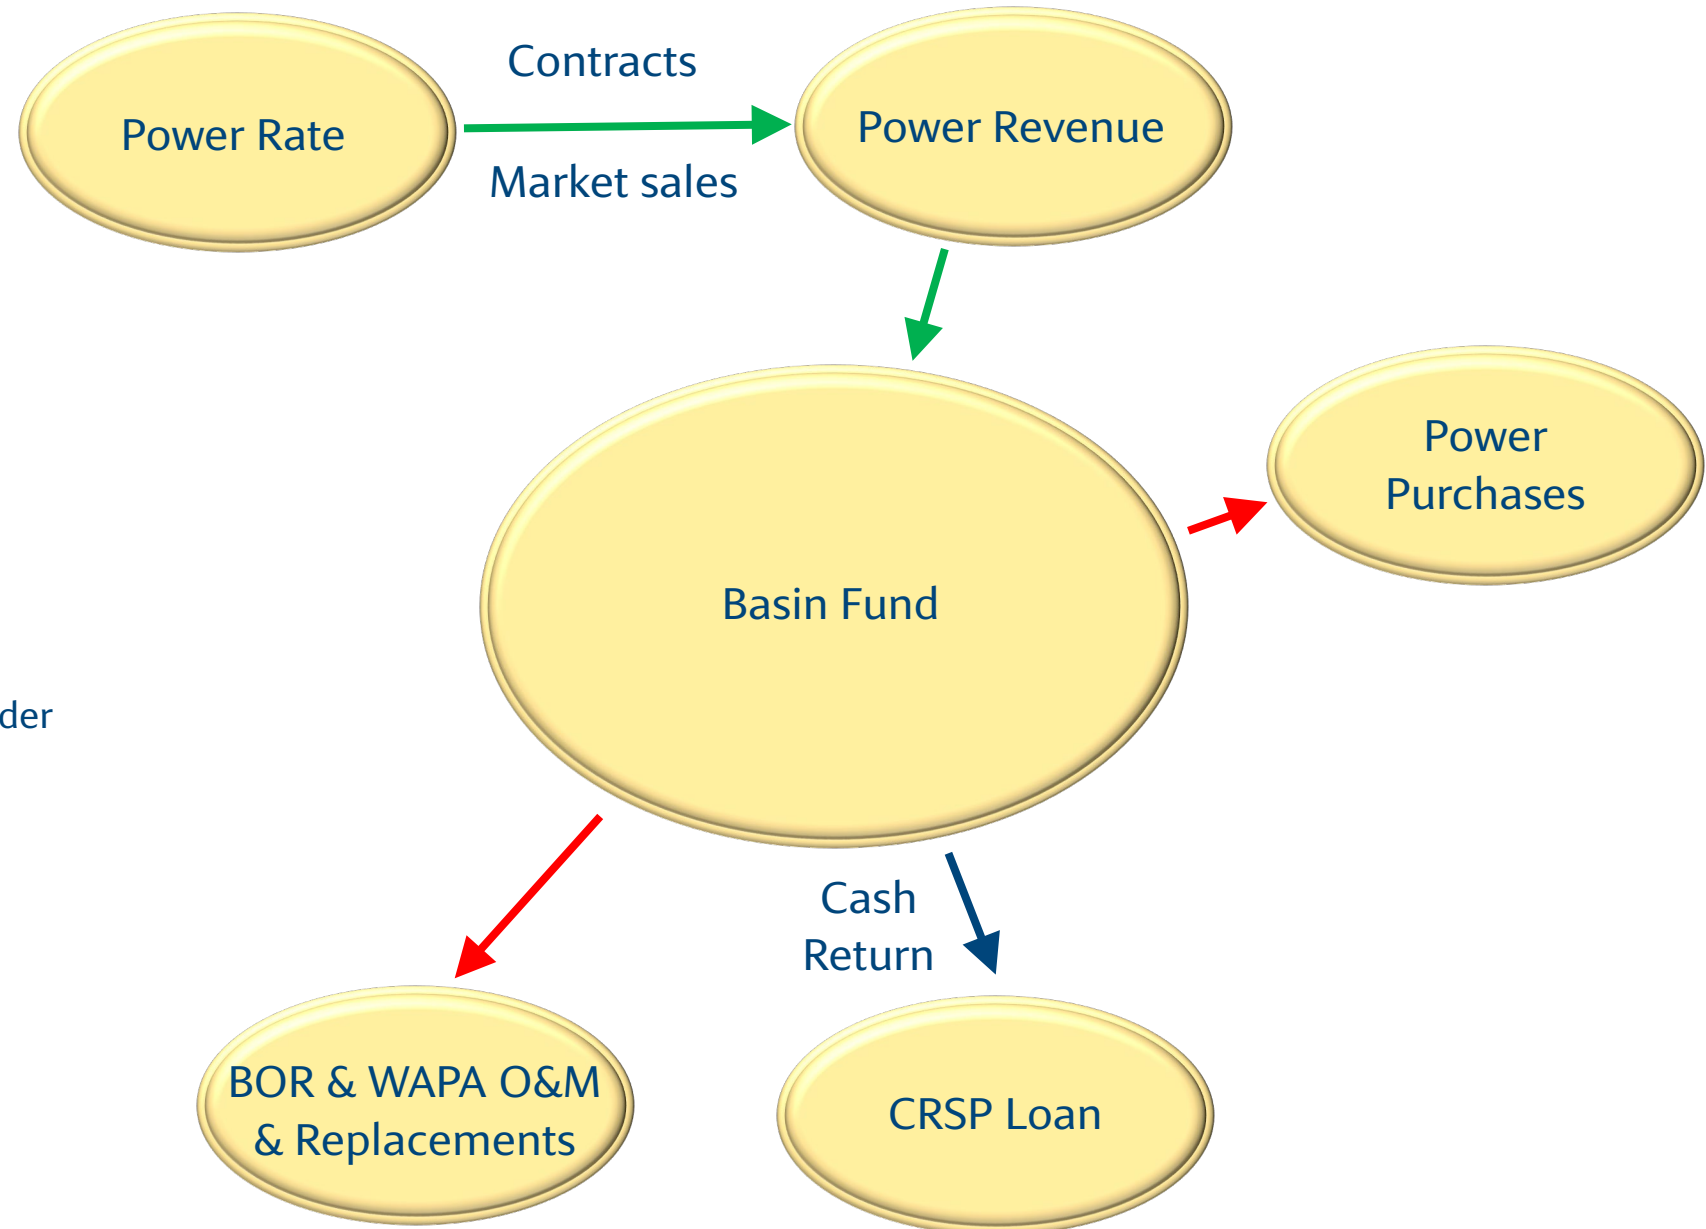 Contracts
Power Rate
Power Revenue
Market sales
Power
Purchases
Basin Fund
der
Cash
Return
BOR & WAPA O&M
& Replacements
CRSP Loan